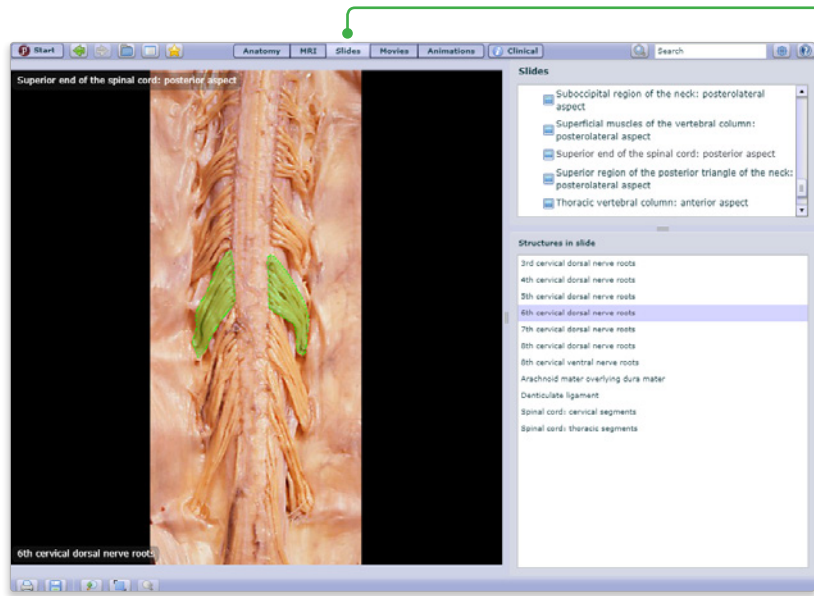 Start
Anatomy
MRI
Slides
Movies
Animations
Clinical
Search
Superior end of the spinal cord: posterior aspect
Slides
Suboccipital region of the neck: posterolateral
aspect
Superficial muscles of the vertebral column:
posterolateral aspect
Superior end of the spinal cord: posterior aspect
Superior region of the posterior triangle of the neck:
posterolateral aspect
Thoracic vertebral column: anterior aspect
Structures in slide
3rd cervical dorsal nerve roots
4th cervical dorsal nerve roots
5th cervical dorsal nerve roots
6th cervical dorsal nerve roots
7th cervical dorsal nerve roots
8th cervical dorsal nerve roots
8th cervical ventral nerve roots
Arachnoid mater overlying dura mater
Denticulate ligament
Spinal cord: cervical segments
Spinal cord: thoracic segments
6th cervical dorsal nerve roots